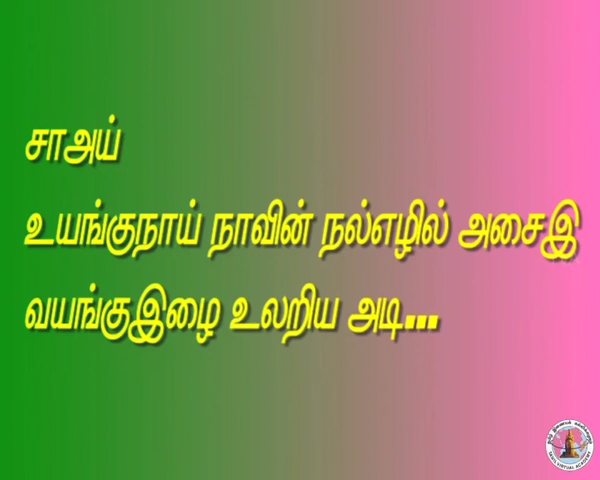 சாஅய்
உயங்குநாய் நாவின் நல்எழில் அசைஇ
வயங்குஇழை உலறிய அடி...